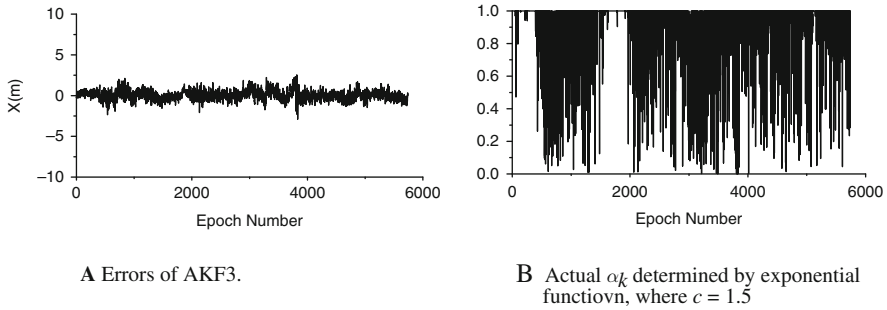 10
5
0
−5
−10
X(m)
0 2000 4000 6000
Epoch Number
A Errors of AKF3.
1.0
0.8
0.6
0.4
0.2
0.0
0 2000 4000 6000
Epoch Number
B Actual αk determined by exponential
functiovn, where c = 1.5